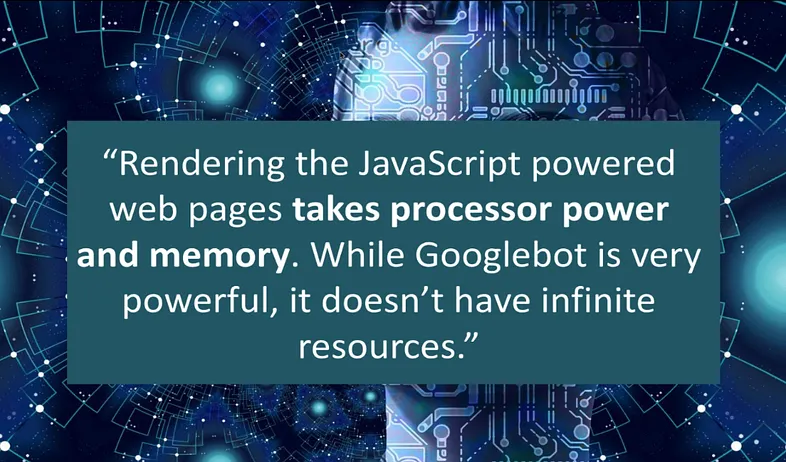 “Rendering the JavaScript powered
web pages takes processor power
and memory. While Googlebot is very
powerful, it doesn’t have infinite
resources.”